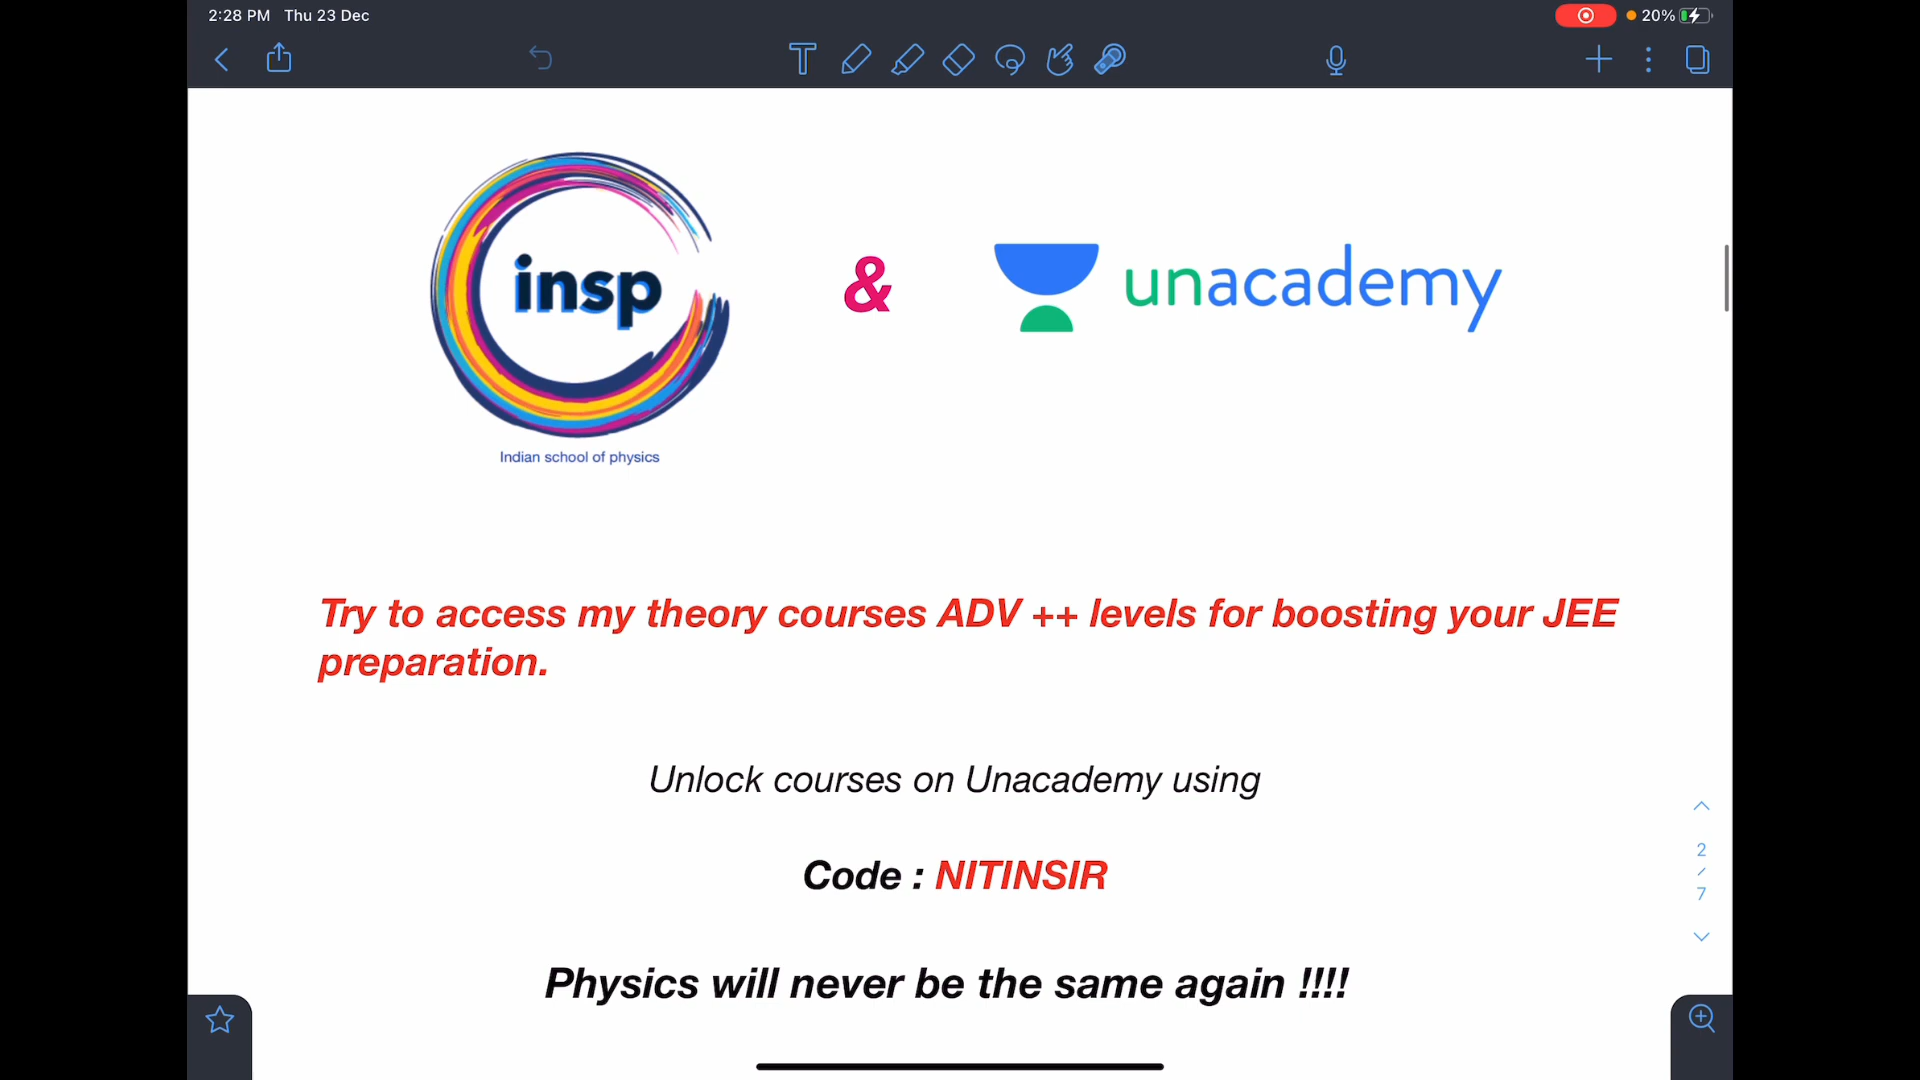 2:28 PM Thu 23 Dec
20%
insp
&
unacademy
Indian school of physics
Try to access my theory courses ADV ++ levels for boosting your JEE
preparation.
Unlock courses on Unacademy using
Code : NITINSIR
Physics will never be the same again !!!!
2
/
7